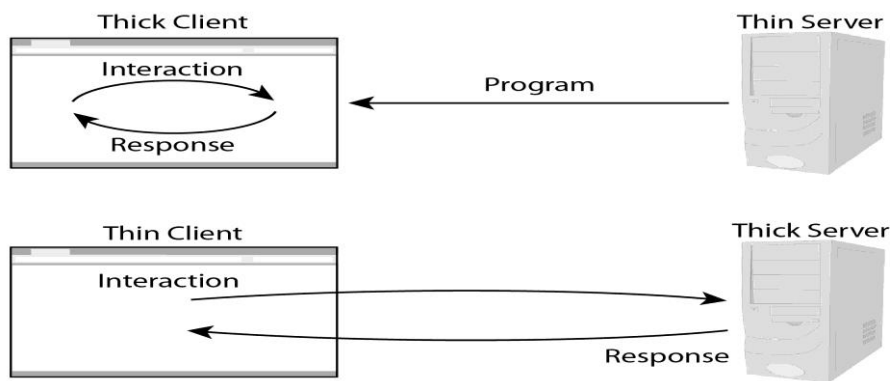 Thick Client
Thin Server
Interaction
Program
Response
Thin Client
Thick Server
Interaction
Response